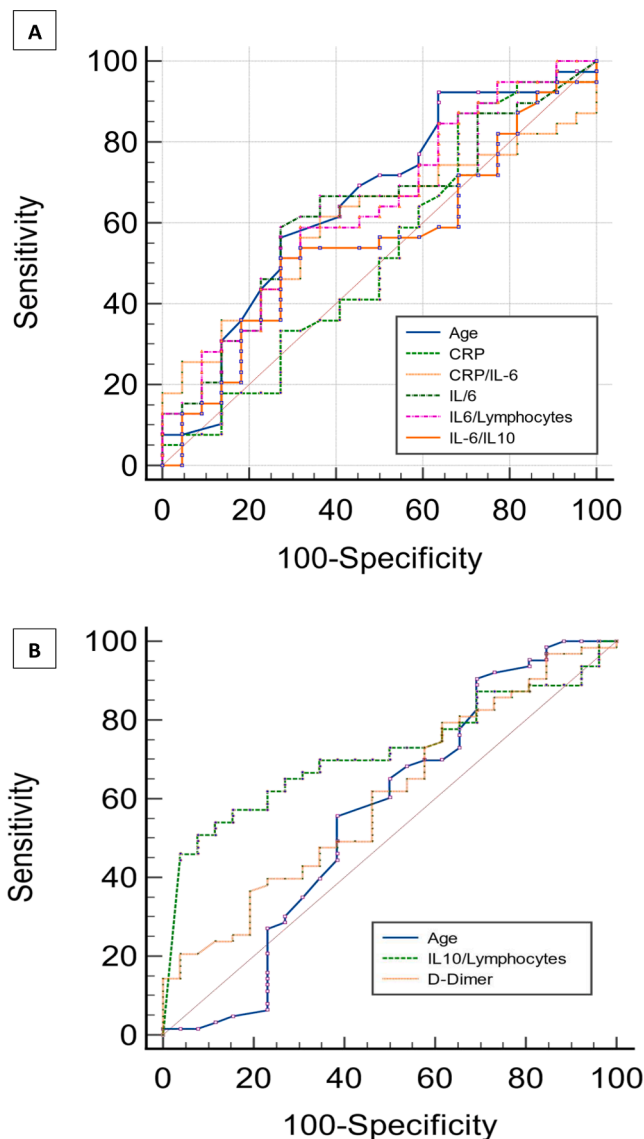 A
100
80
60
40
20
0
Sensitivity
Age
CRP
CRP/IL-6
IL/6
IL6/Lymphocytes
IL-6/IL10
0 20 40 60 80 100
100-Specificity
B
100
80
60
40
20
0
Sensitivity
Age
IL10/Lymphocytes
D-Dimer
0 20 40 60 80 100
100-Specificity